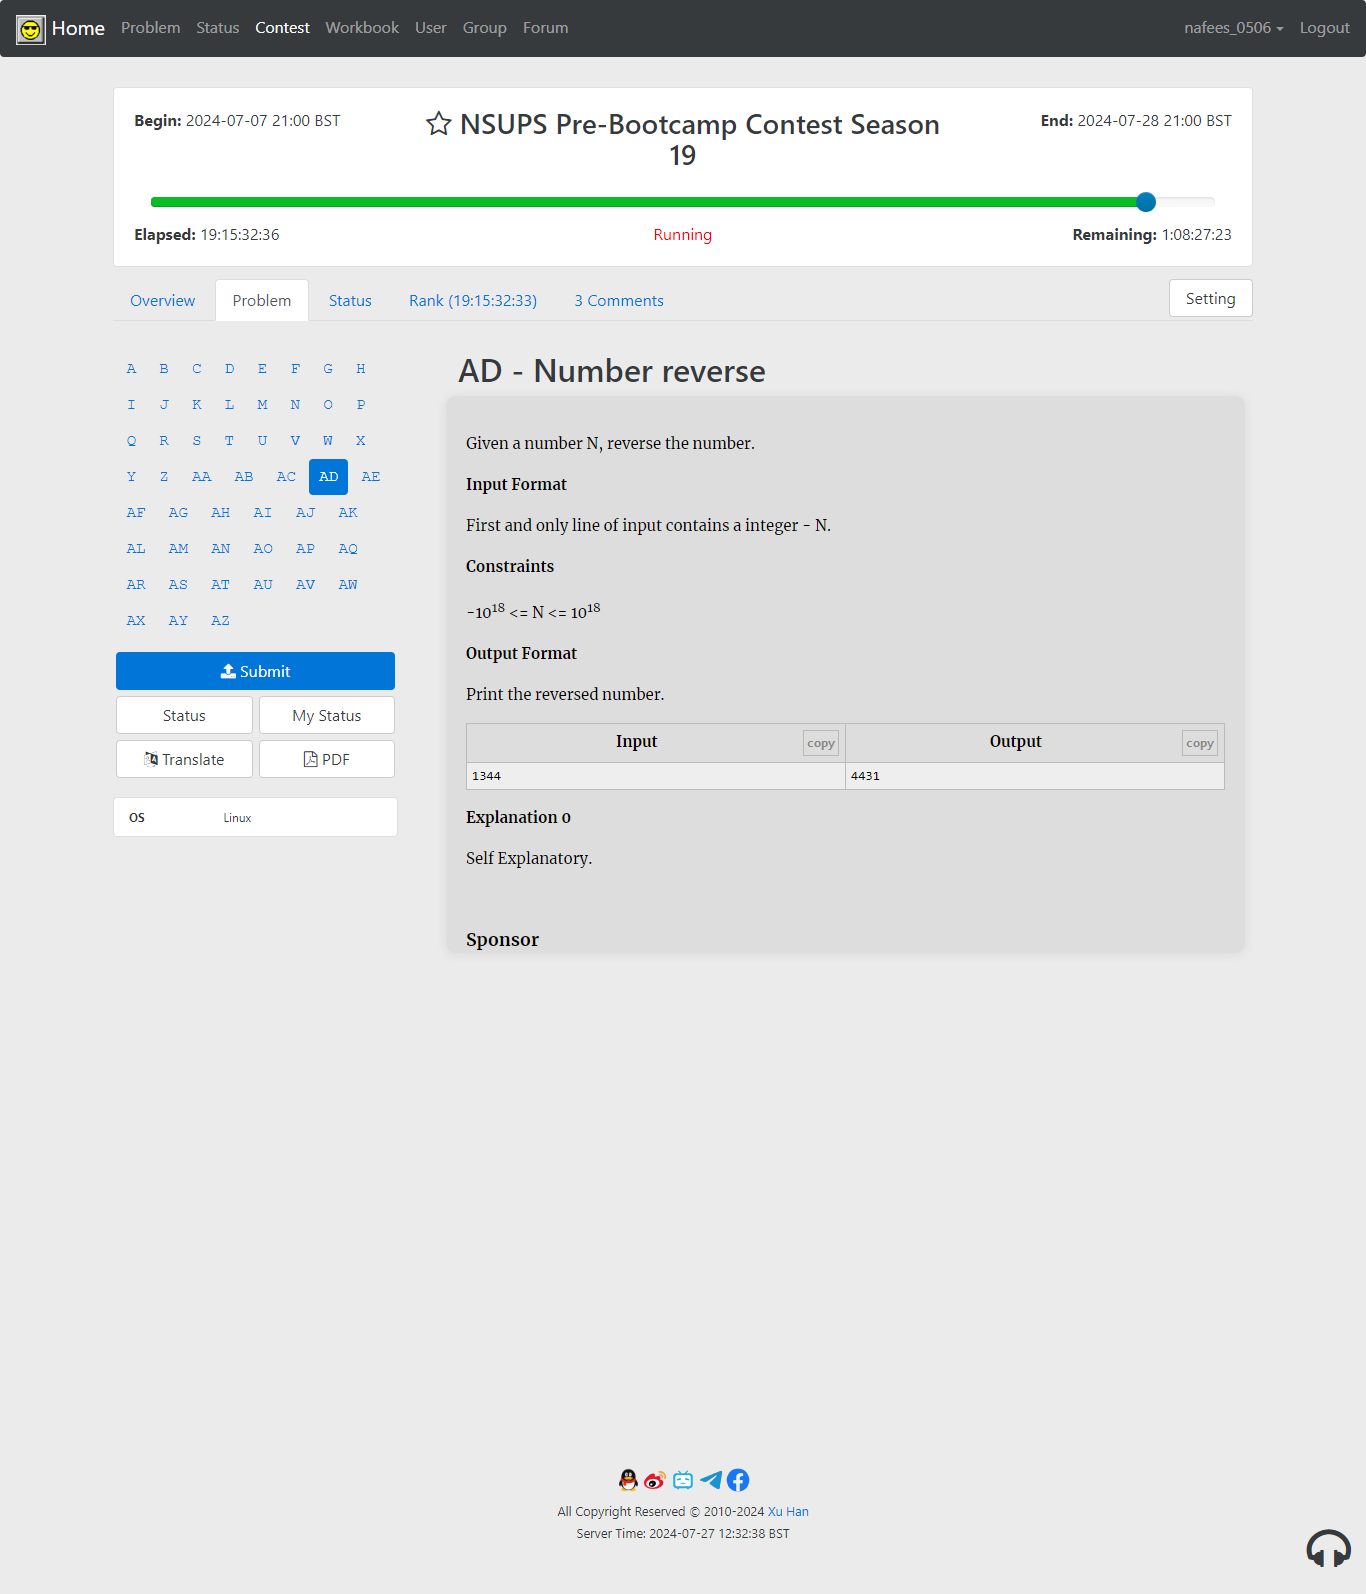 Home Problem Status Contest Workbook User Group Forum nafees_0506 Logout
Begin: 2024-07-07 21:00 BST
NSUPS Pre-Bootcamp Contest Season
19
End: 2024-07-28 21:00 BST
Elapsed: 19:15:32:36 Running Remaining: 1:08:27:23
Overview Problem Status Rank (19:15:32:33) 3 Comments Setting
A B C D E F G H
I J K L M N O P
Q R S T U V W X
Y Z AA AB AC AD AE
AF AG AH AI AJ AK
AL AM AN AO AP AQ
AR AS AT AU AV AW
AX AY AZ
Submit
Status My Status
Translate PDF
OS Linux
AD - Number reverse
Given a number N, reverse the number.
Input Format
First and only line of input contains a integer - N.
Constraints
-10¹⁸ <= N <= 10¹⁸
Output Format
Print the reversed number.
Input copy Output copy
1344 4431
Explanation 0
Self Explanatory.
Sponsor
All Copyright Reserved © 2010-2024 Xu Han
Server Time: 2024-07-27 12:32:38 BST